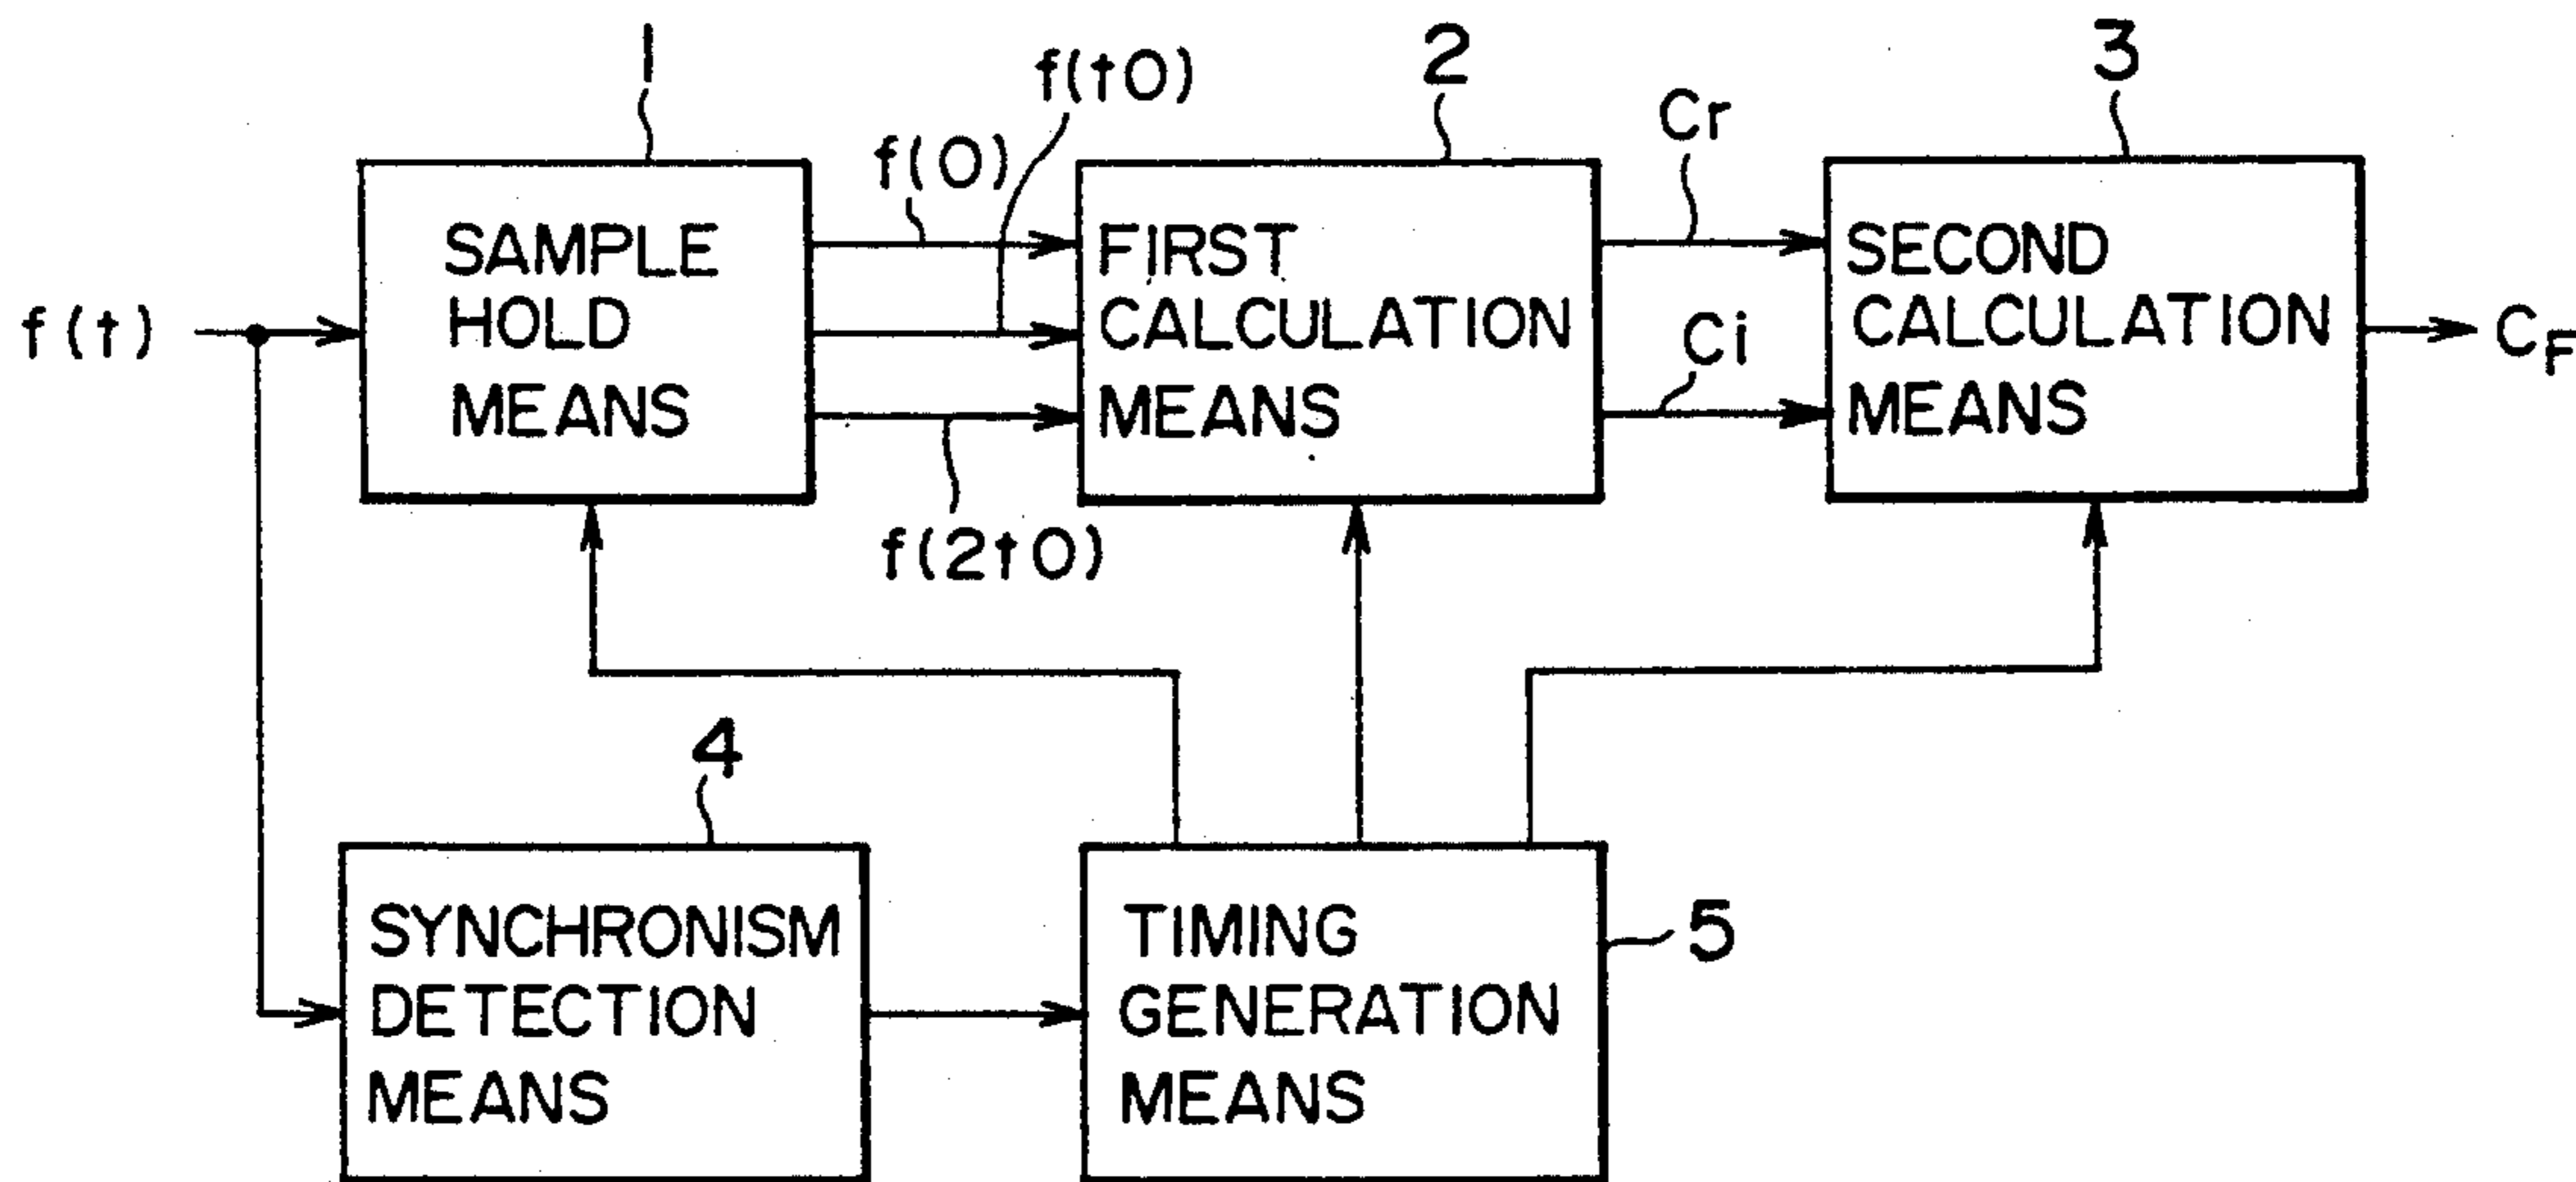 1
2
3
f(t0)
f(0)
Cr
SAMPLE
HOLD
MEANS
FIRST
CALCULATION
MEANS
SECOND
CALCULATION
MEANS
f(t)
Ci
C_F
f(2t0)
4
5
SYNCHRONISM
DETECTION
MEANS
TIMING
GENERATION
MEANS